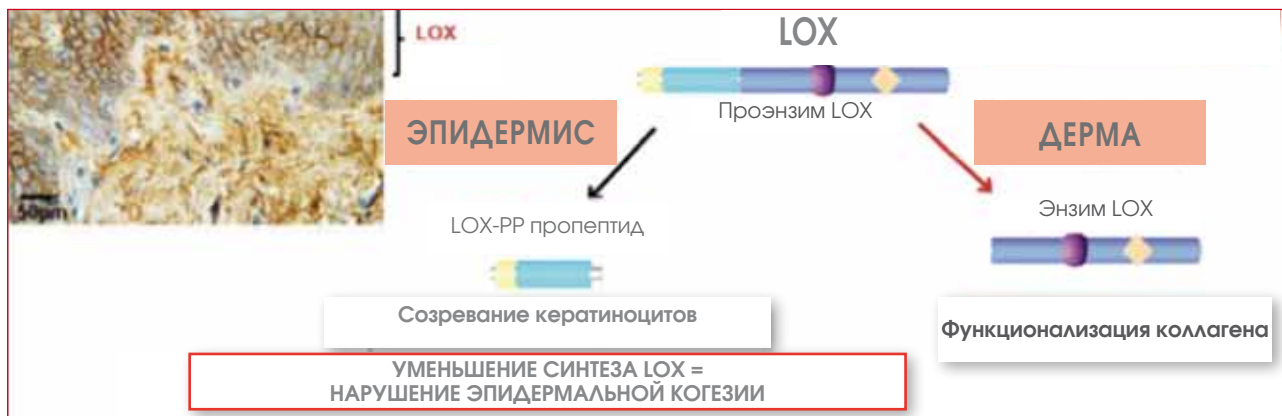 LOX
LOX
Проэнзим LOX
ЭПИДЕРМИС
ДЕРМА
LOX-PP пропептид
Энзим LOX
50µm
Созревание кератиноцитов
Функционализация коллагена
УМЕНЬШЕНИЕ СИНТЕЗА LOX =
НАРУШЕНИЕ ЭПИДЕРМАЛЬНОЙ КОГЕЗИИ